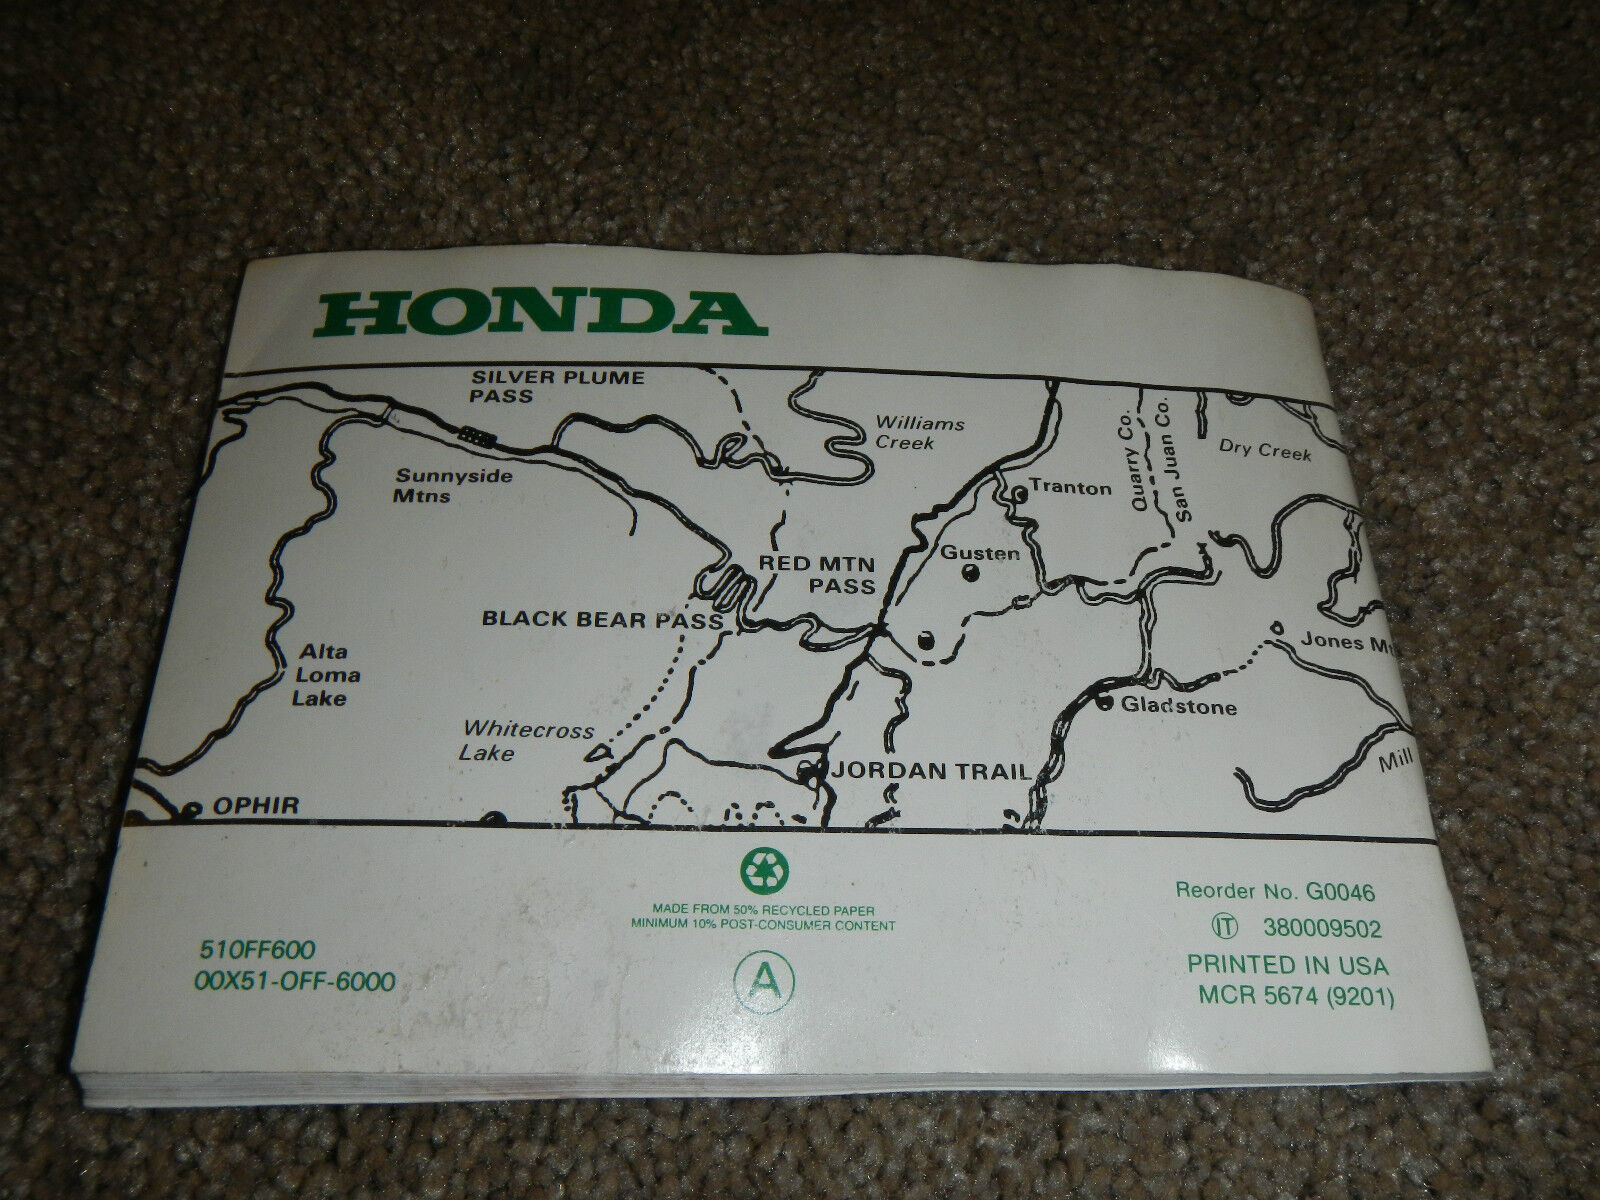 HONDA
SILVER PLUME
PASS
Williams
Creek
Quarry Co.
San Juan Co.
Dry Creek
Sunnyside
Mtns
Tranton
RED MTN
PASS
Gusten
BLACK BEAR PASS
Alta
Loma
Lake
Jones
Whitecross
Lake
Gladstone
Mill
JORDAN TRAIL
OPHIR
MADE FROM 50% RECYCLED PAPER
MINIMUM 10% POST-CONSUMER CONTENT
A
510FF600
00X51-OFF-6000
Reorder No. G0046
IT 380009502
PRINTED IN USA
MCR 5674 (9201)